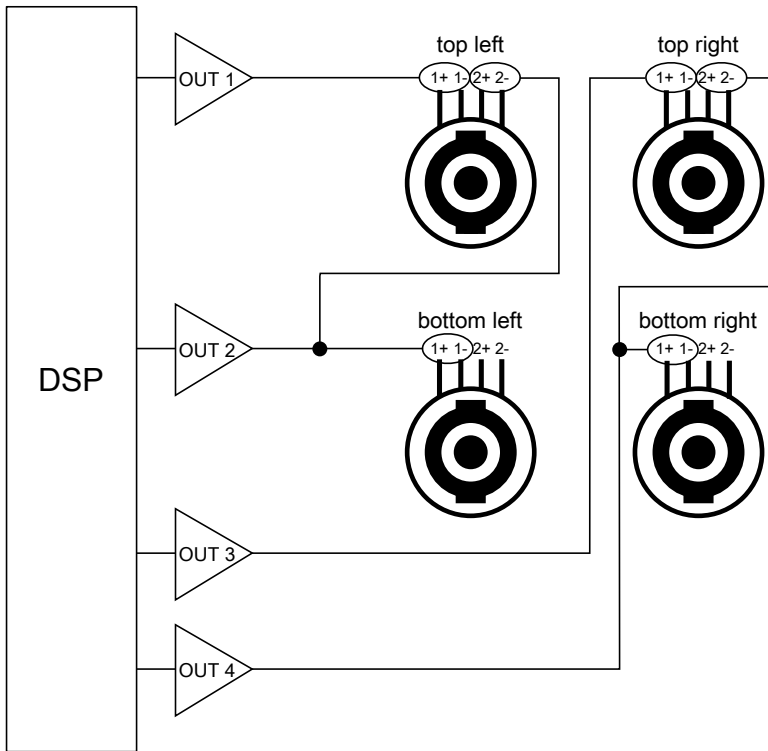 top left
top right
OUT 1
1+ 1- 2+ 2-
1+ 1- 2+ 2-
bottom left
bottom right
OUT 2
1+ 1- 2+ 2-
1+ 1- 2+ 2-
DSP
OUT 3
OUT 4